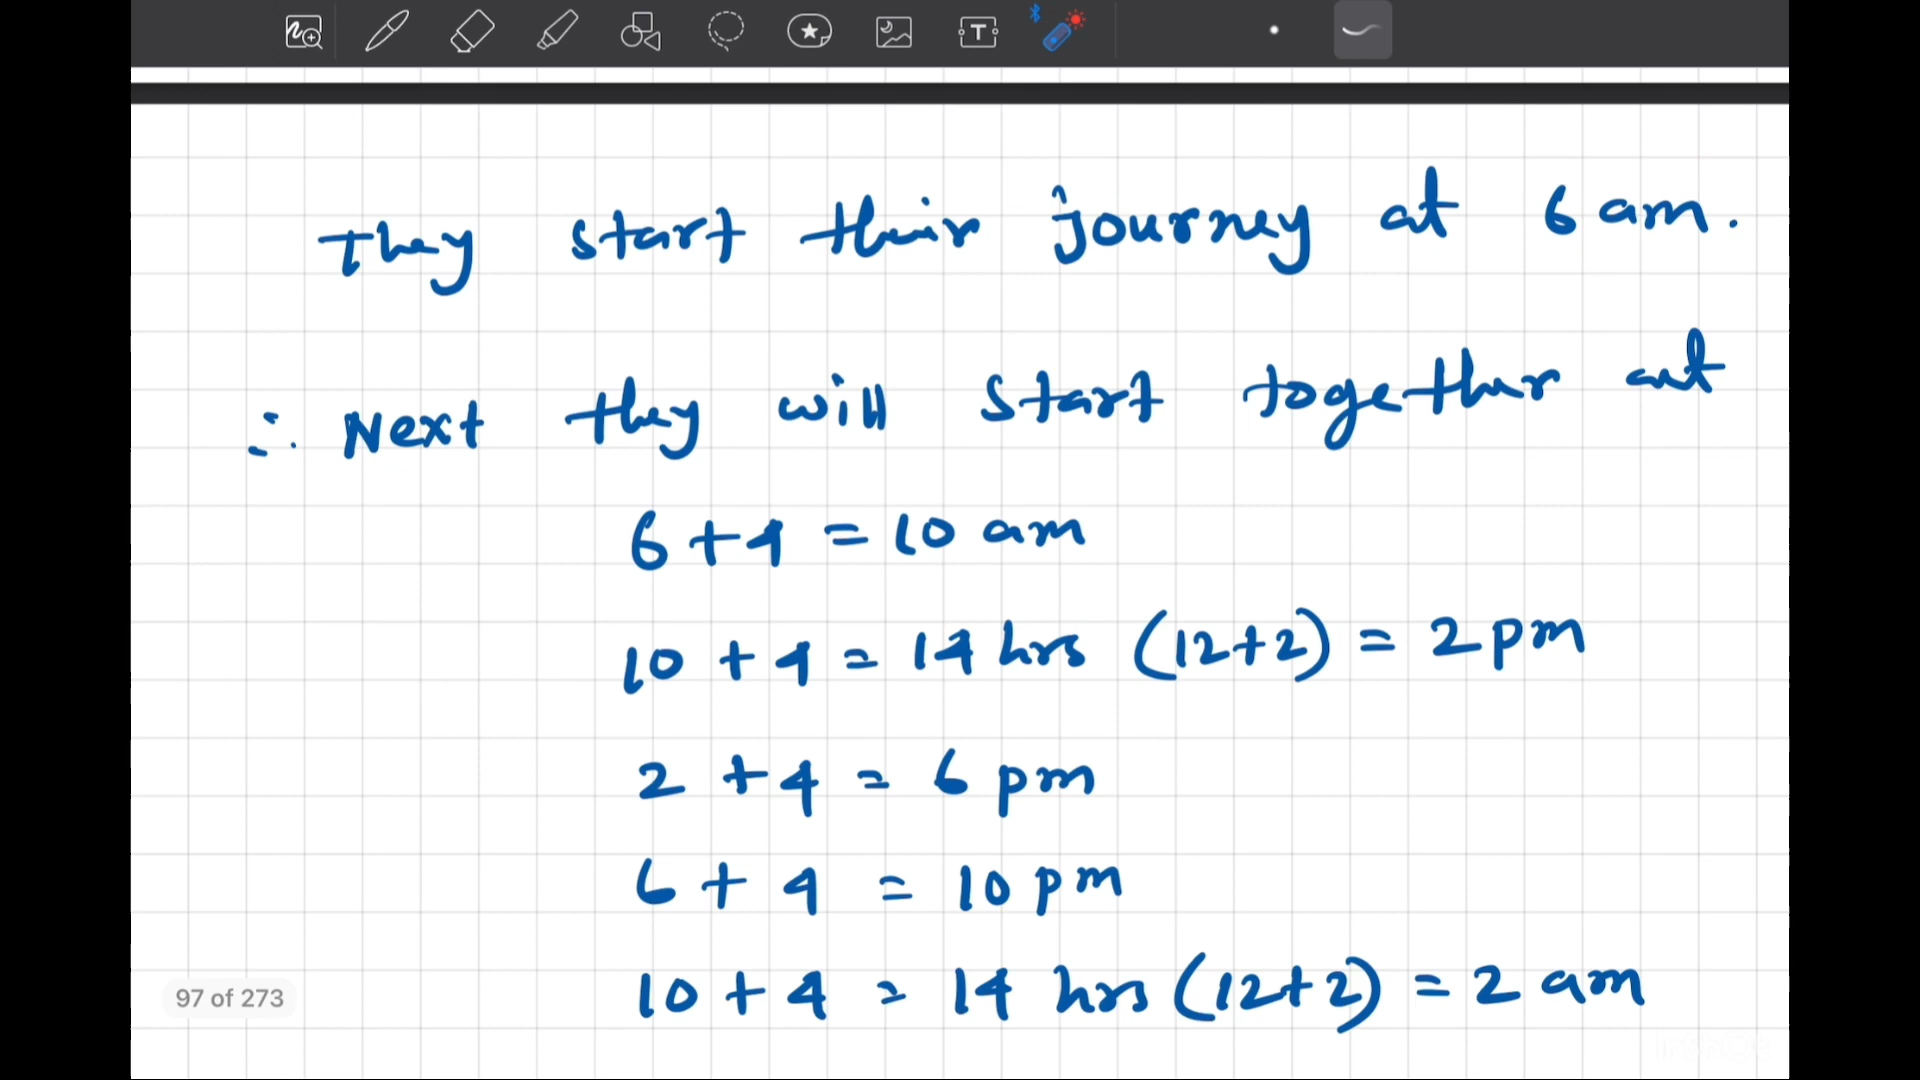 They start their journey at 6 am.
∴ Next they will start together at
6 + 4 = 10 am
10 + 4 = 14 hrs (12+2) = 2 pm
2 + 4 = 6 pm
6 + 4 = 10 pm
10 + 4 = 14 hrs (12+2) = 2 am
97 of 273